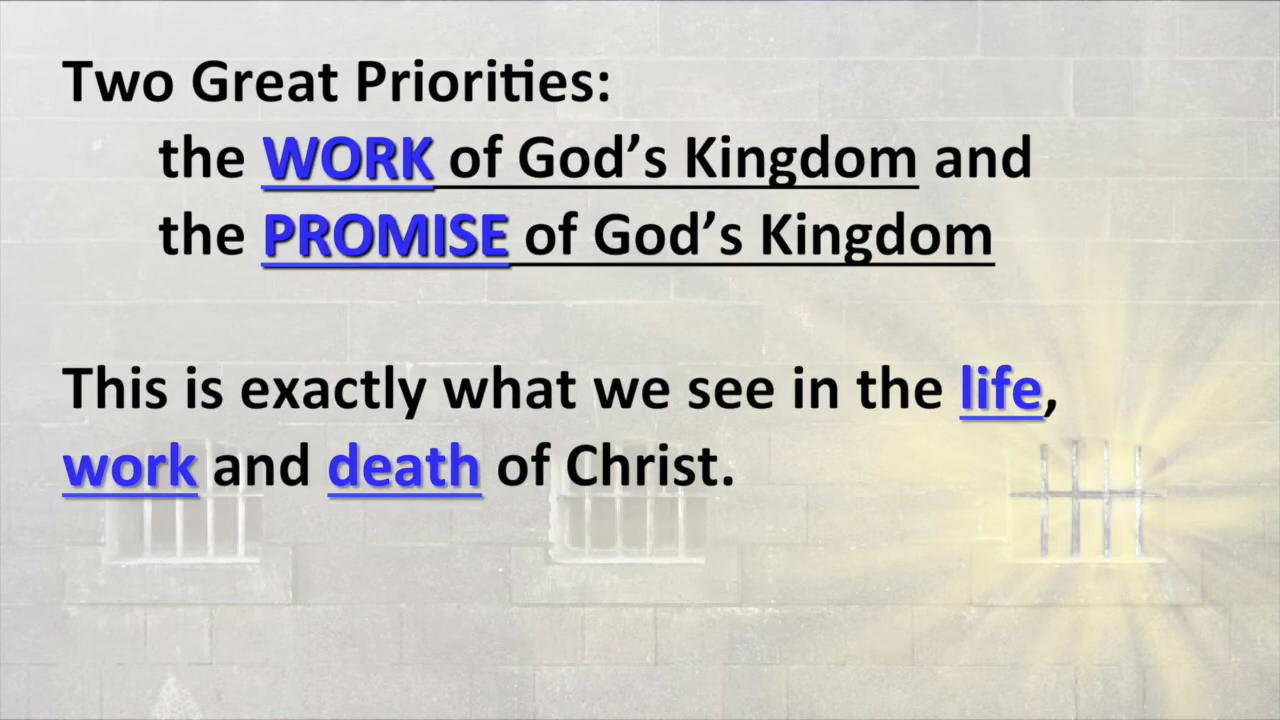 Two Great Priorities:
the WORK of God’s Kingdom and
the PROMISE of God’s Kingdom
This is exactly what we see in the life,
work and death of Christ.